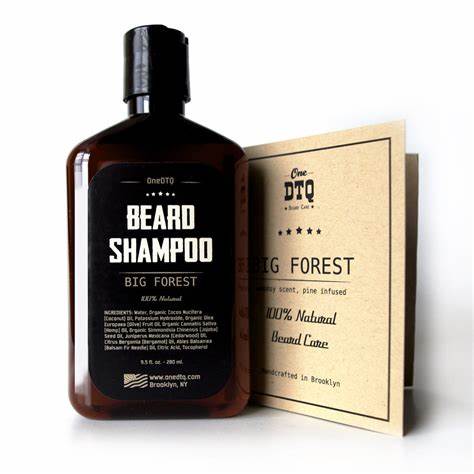 OneDTQ
BEARD
SHAMPOO
BIG FOREST
100% Natural
INGREDIENTS: Water, Organic Cocos Nucifera
(Coconut) Oil, Potassium Hydroxide, Organic Olea
Europaea (Olive) Fruit Oil, Organic Cannabis Sativa
(Hemp) Oil, Organic Simmondsia Chinensis (Jojoba)
Seed Oil, Juniperus Mexicana (Cedarwood) Oil,
Citrus Bergamia (Bergamot) Oil, Abies Balsamea
(Balsam Fir Needle) Oil, Citric Acid, Tocopherol
9.5 fl. oz. - 280 ml
www.onedtq.com
Brooklyn, NY
One
DTQ
BEARD CARE
BIG FOREST
scent, pine infused
100% Natural
Beard Care
handcrafted in Brooklyn